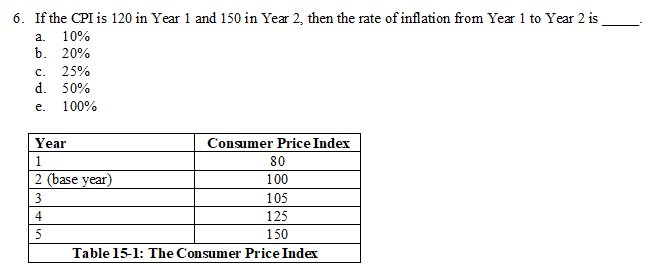 6. If the CPI is 120 in Year 1 and 150 in Year 2, then the rate of inflation from Year 1 to Year 2 is _____.
a. 10%
b. 20%
c. 25%
d. 50%
e. 100%
Year Consumer Price Index
1 80
2 (base year) 100
3 105
4 125
5 150
Table 15-1: The Consumer Price Index